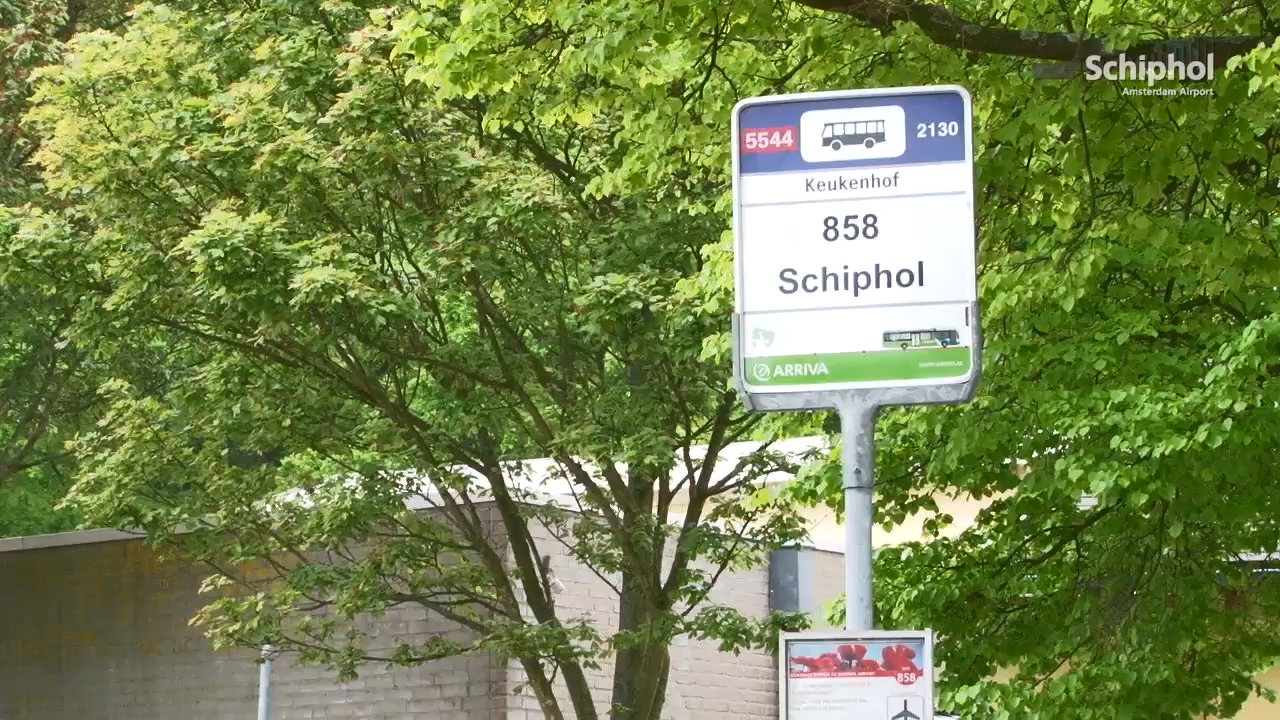 Schiphol
Amsterdam Airport
5544
2130
Keukenhof
858
Schiphol
ARRIVA
858